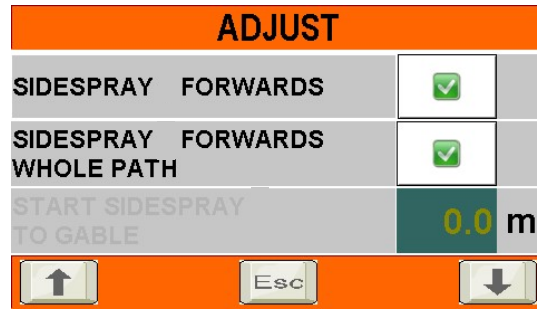 ADJUST
SIDESPRAY FORWARDS
SIDESPRAY FORWARDS
WHOLE PATH
START SIDESPRAY
TO GABLE
0.0 m
Esc